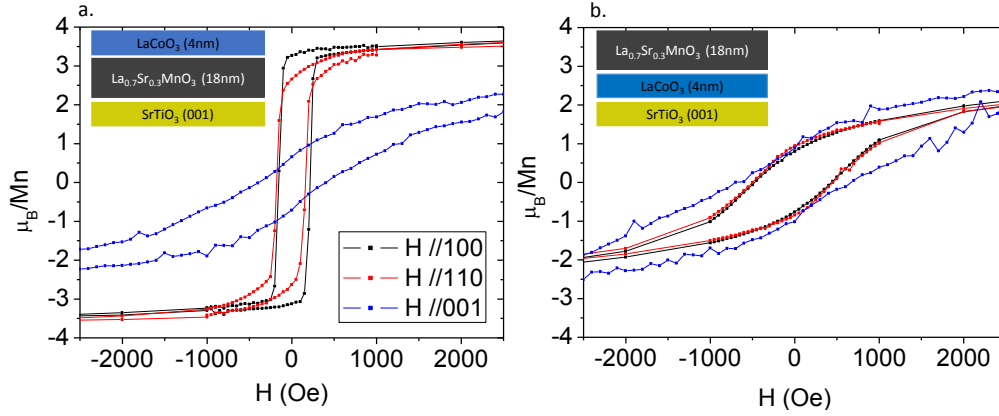 a.
4
3
2
1
0
-1
-2
-3
-4
μB/Mn
LaCoO3 (4nm)
La0.7Sr0.3MnO3 (18nm)
SrTiO3 (001)
H //100
H //110
H //001
-2000 -1000 0 1000 2000
H (Oe)
b.
4
3
2
1
0
-1
-2
-3
-4
μB/Mn
La0.7Sr0.3MnO3 (18nm)
LaCoO3 (4nm)
SrTiO3 (001)
-2000 -1000 0 1000 2000
H (Oe)